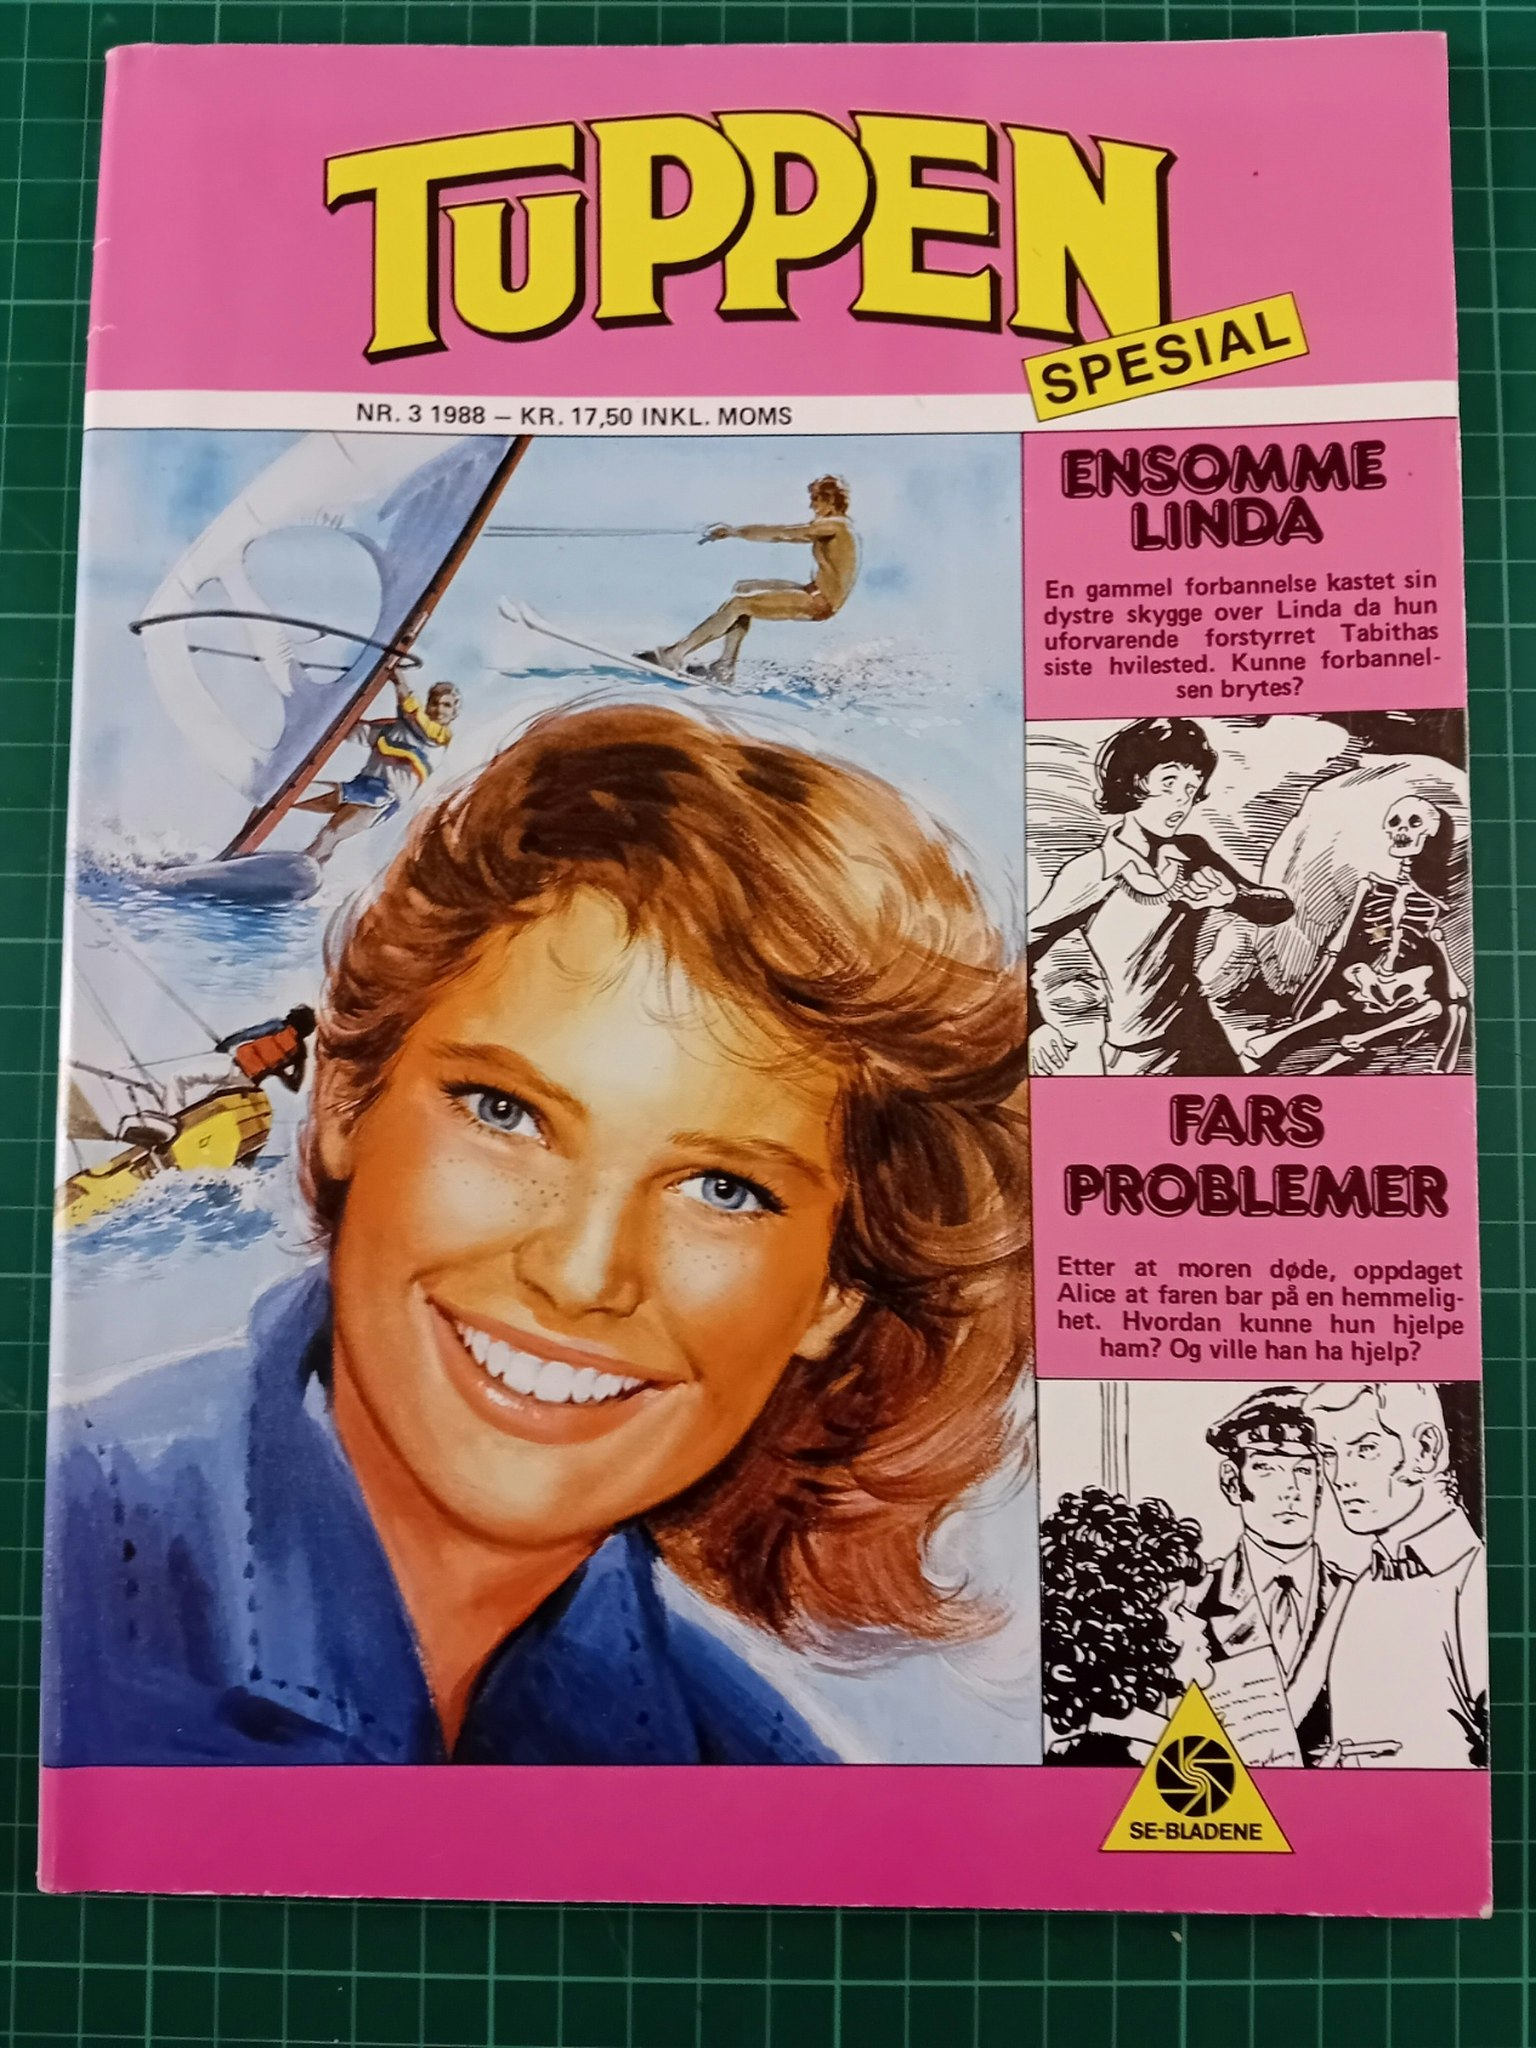 TUPPEN
SPESIAL
NR. 3 1988 – KR. 17,50 INKL. MOMS
ENSOMME
LINDA
En gammel forbannelse kastet sin
dystre skygge over Linda da hun
uforvarende forstyrret Tabithas
siste hvilested. Kunne forbannel-
sen brytes?
FARS
PROBLEMER
Etter at moren døde, oppdaget
Alice at faren bar på en hemmelig-
het. Hvordan kunne hun hjelpe
ham? Og ville han ha hjelp?
SE-BLADENE